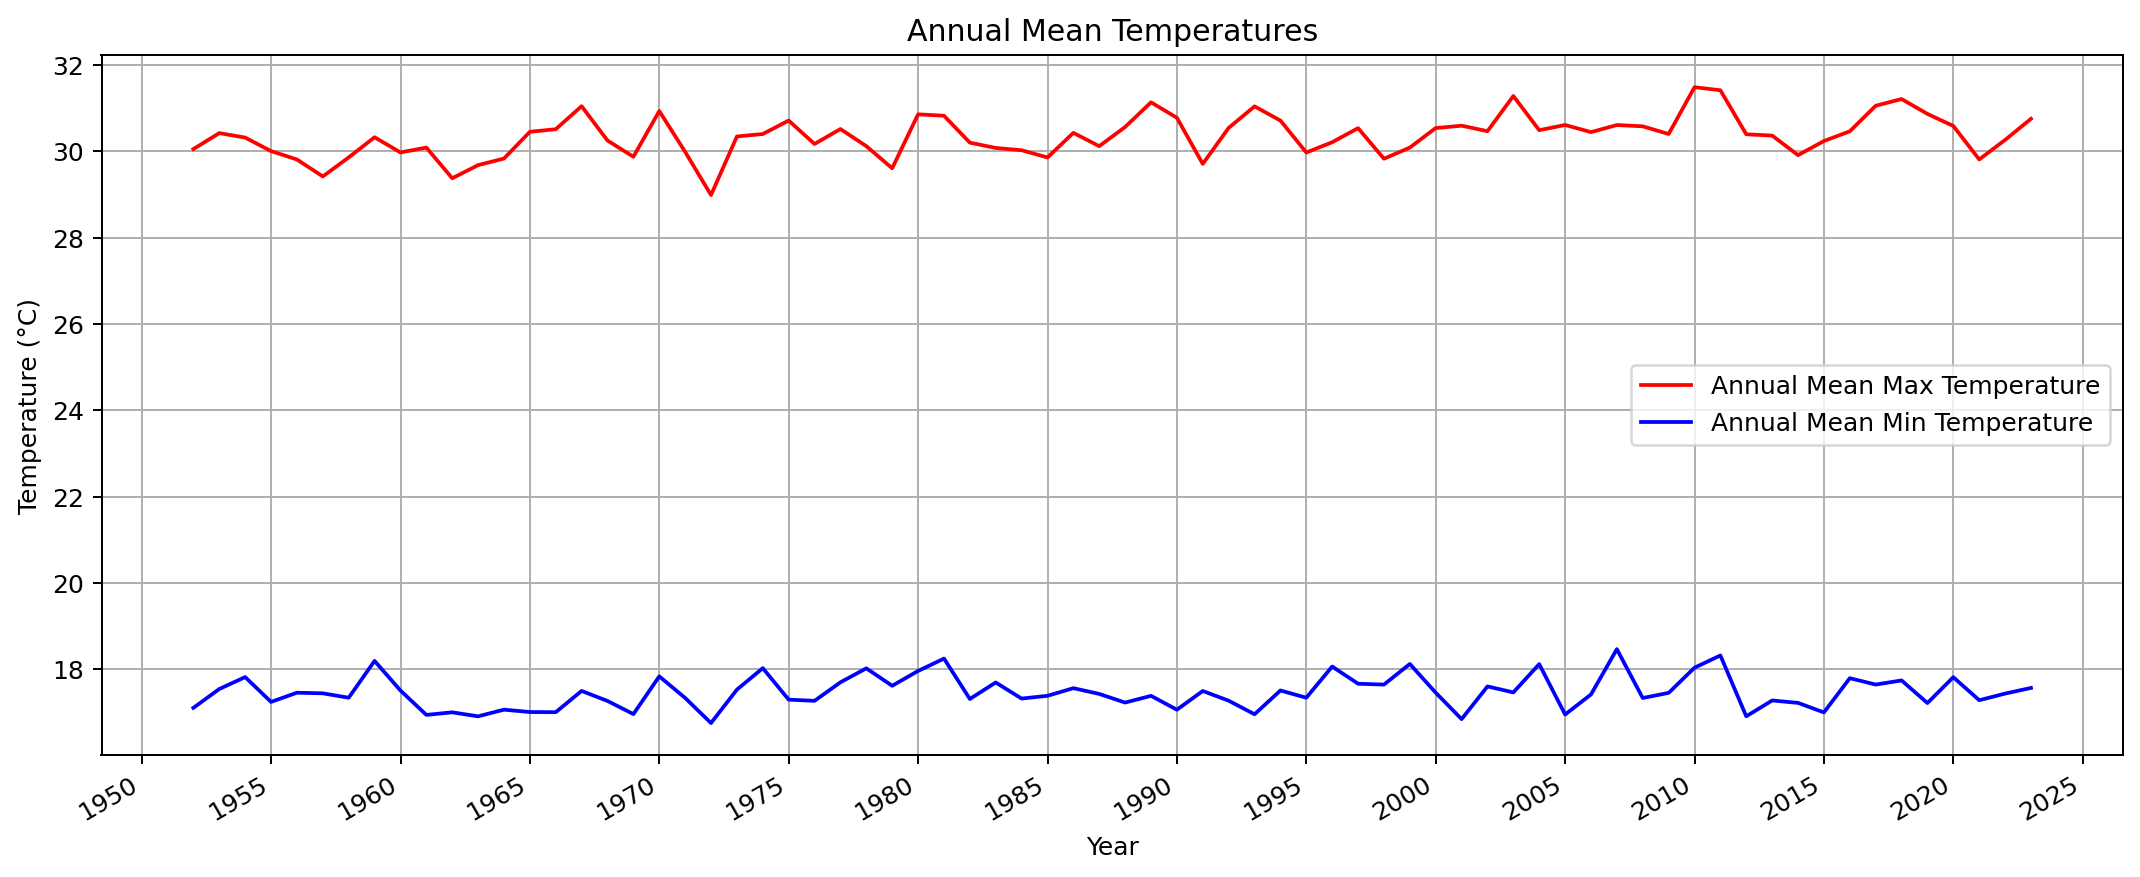 Annual Mean Temperatures
32
30
28
26
24
22
20
18
Temperature (°C)
Annual Mean Max Temperature
Annual Mean Min Temperature
1950 1955 1960 1965 1970 1975 1980 1985 1990 1995 2000 2005 2010 2015 2020 2025
Year